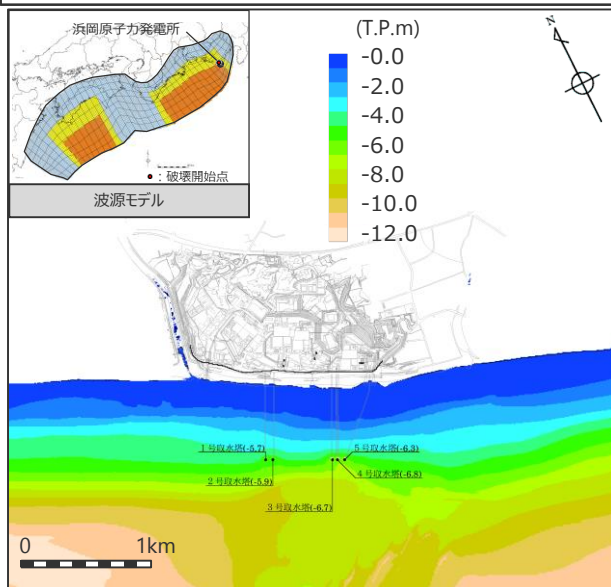 浜岡原子力発電所
：破壊開始点
波源モデル
(T.P.m)
-0.0
-2.0
-4.0
-6.0
-8.0
-10.0
-12.0
N
1号取水塔(-5.7)
5号取水塔(-6.3)
2号取水塔(-5.9)
4号取水塔(-6.8)
3号取水塔(-6.7)
0 1km